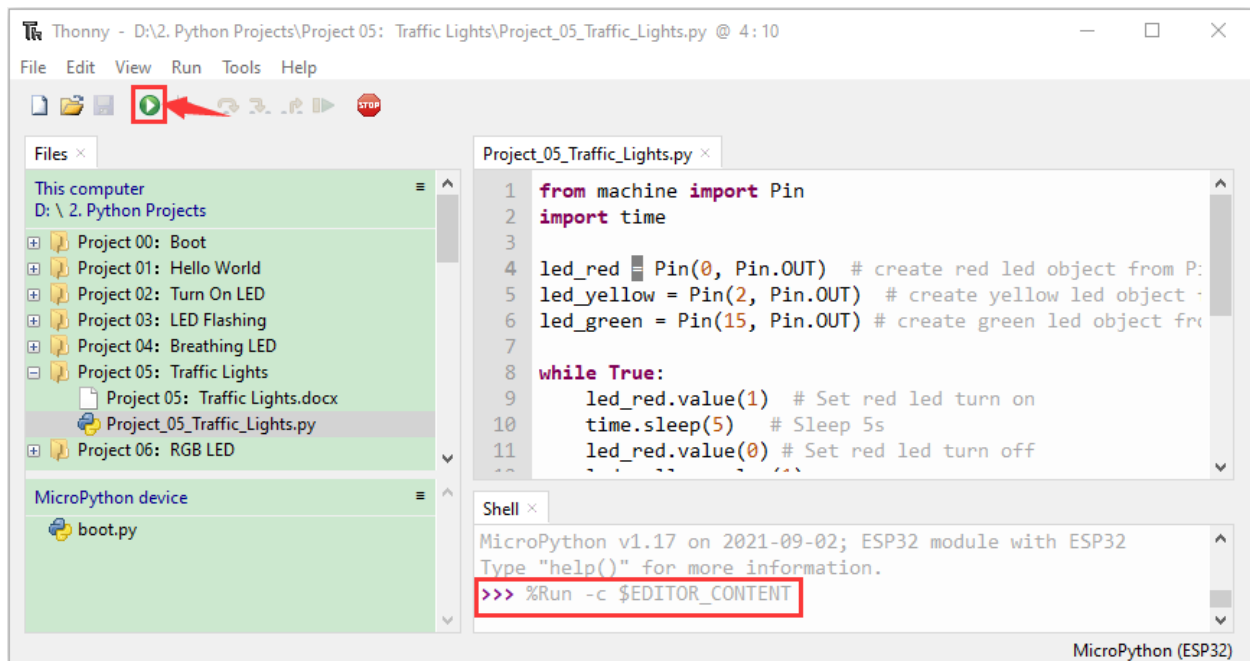 Thonny - D:\2. Python Projects\Project 05: Traffic Lights\Project_05_Traffic_Lights.py @ 4:10
File Edit View Run Tools Help
STOP
Files
This computer
D: \ 2. Python Projects
Project 00: Boot
Project 01: Hello World
Project 02: Turn On LED
Project 03: LED Flashing
Project 04: Breathing LED
Project 05: Traffic Lights
Project 05: Traffic Lights.docx
Project_05_Traffic_Lights.py
Project 06: RGB LED
MicroPython device
boot.py
Project_05_Traffic_Lights.py
1 from machine import Pin
2 import time
3
4 led_red = Pin(0, Pin.OUT)  # create red led object from
5 led_yellow = Pin(2, Pin.OUT)  # create yellow led object
6 led_green = Pin(15, Pin.OUT) # create green led object
7
8 while True:
9     led_red.value(1)  # Set red led turn on
10     time.sleep(5)   # Sleep 5s
11     led_red.value(0) # Set red led turn off
Shell
MicroPython v1.17 on 2021-09-02; ESP32 module with ESP32
Type "help()" for more information.
>>> %Run -c $EDITOR_CONTENT
MicroPython (ESP32)